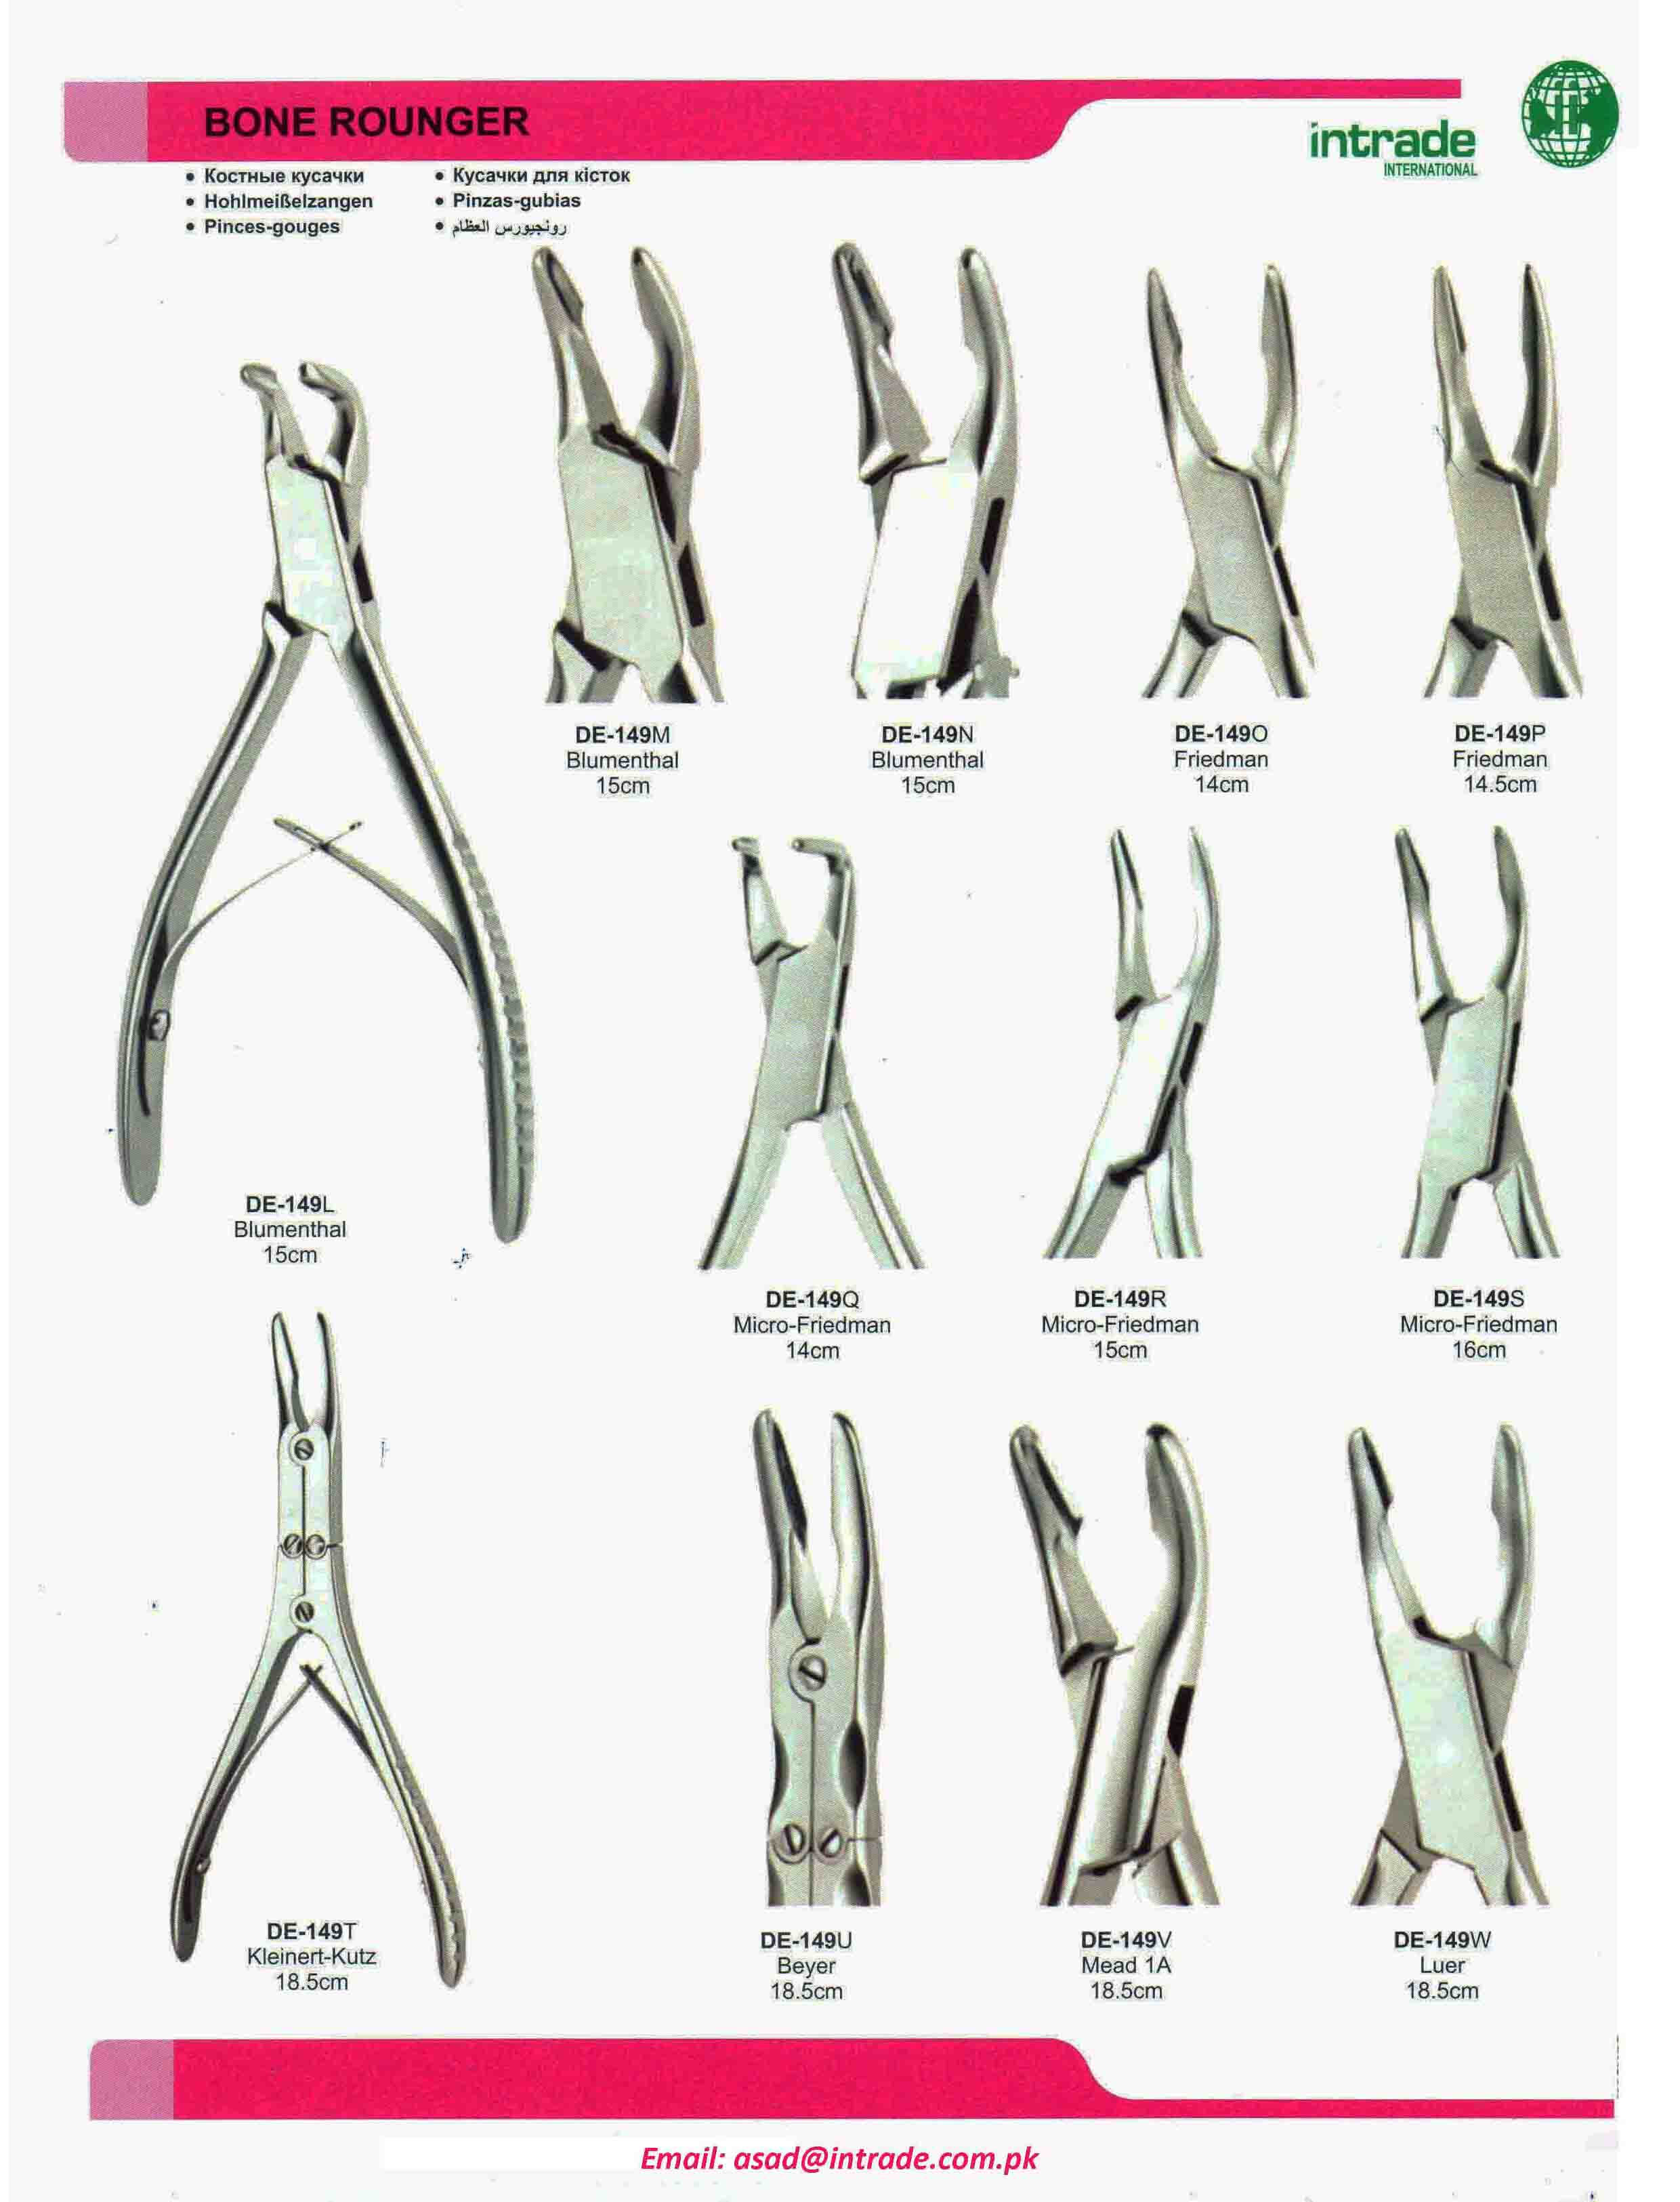 BONE ROUNGER
intrade
INTERNATIONAL
• Костные кусачки
• Hohlmeißelzangen
• Pinces-gouges
• Кусачки для кісток
• Pinzas-gubias
• رونجيورس العظام
DE-149M
Blumenthal
15cm
DE-149N
Blumenthal
15cm
DE-149O
Friedman
14cm
DE-149P
Friedman
14.5cm
DE-149L
Blumenthal
15cm
DE-149Q
Micro-Friedman
14cm
DE-149R
Micro-Friedman
15cm
DE-149S
Micro-Friedman
16cm
DE-149T
Kleinert-Kutz
18.5cm
DE-149U
Beyer
18.5cm
DE-149V
Mead 1A
18.5cm
DE-149W
Luer
18.5cm
Email: asad@intrade.com.pk